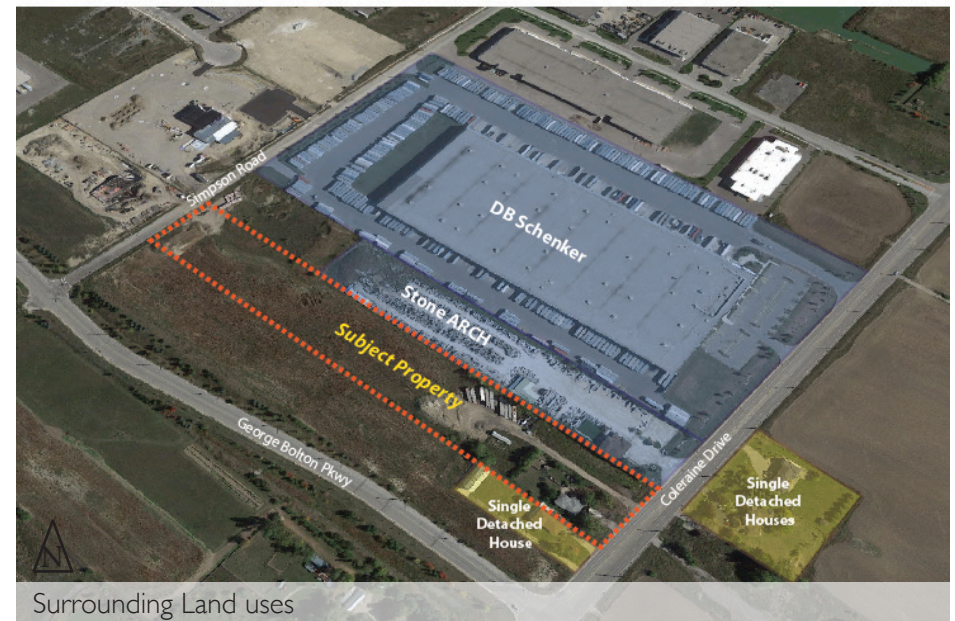 Simpson Road
DB Schenker
Stone ARCH
Subject Property
George Bolton Pkwy
Coleraine Drive
Single
Detached
Houses
Single
Detached
House
N
Surrounding Land uses